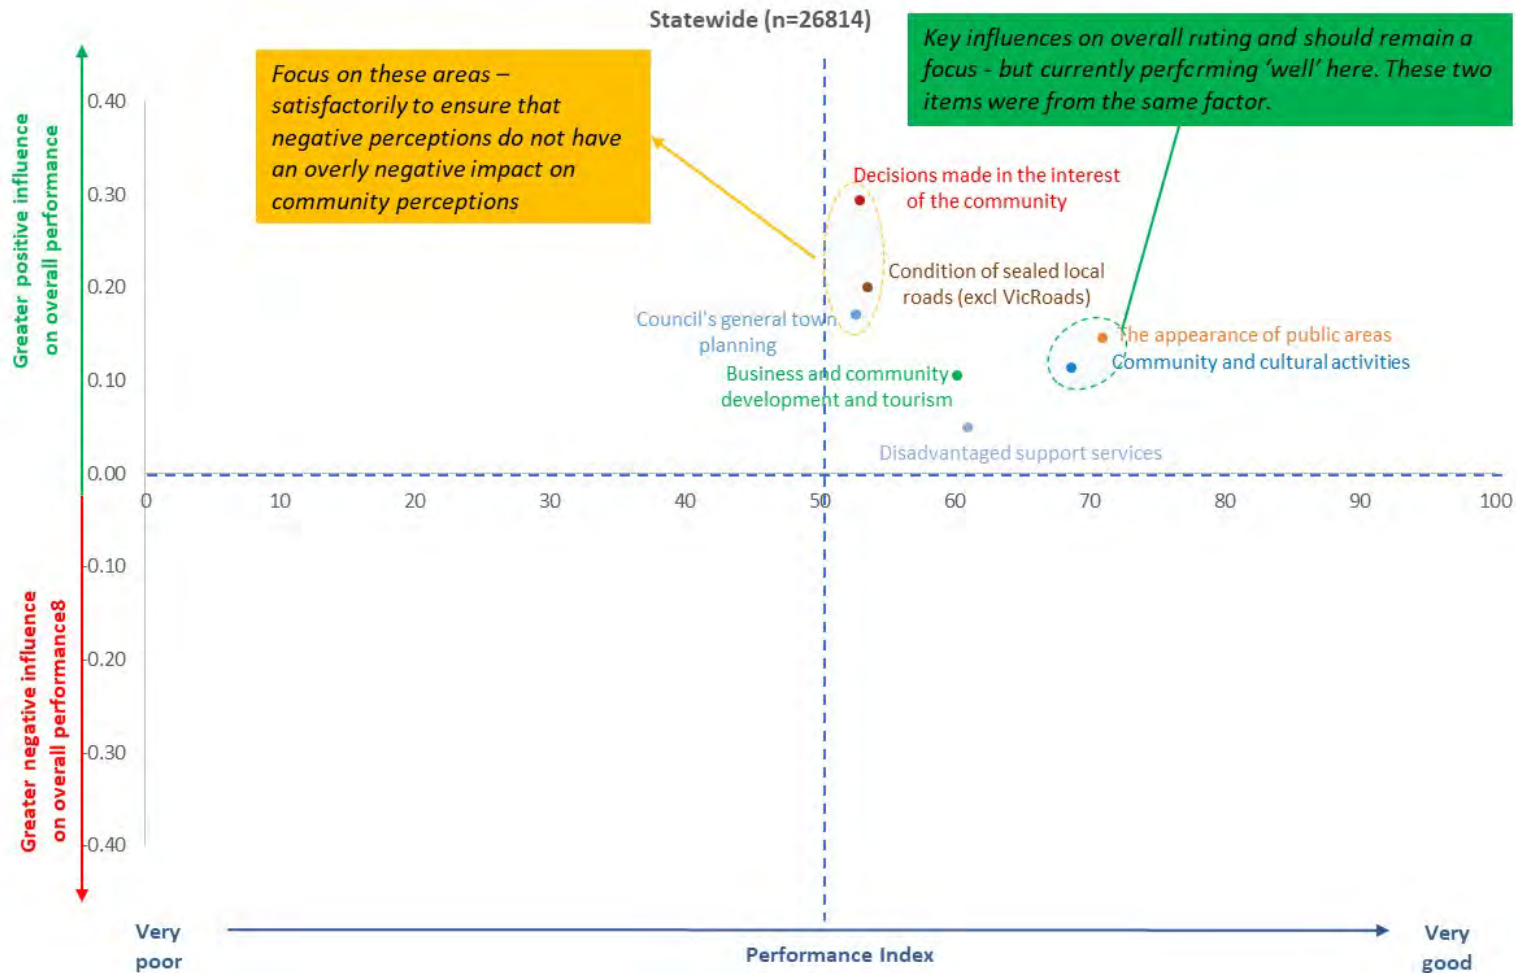 Statewide (n=26814)
Focus on these areas –
satisfactorily to ensure that
negative perceptions do not have
an overly negative impact on
community perceptions
Key influences on overall ruting and should remain a
focus - but currently perfcrming ‘well’ here. These two
items were from the same factor.
Greater positive influence
on overall performance
Greater negative influence
on overall performance8
0.40
0.30
0.20
0.10
0.00
-0.10
-0.20
-0.30
-0.40
Decisions made in the interest
of the community
Condition of sealed local
roads (excl VicRoads)
Council's general town
planning
The appearance of public areas
Community and cultural activities
Business and community
development and tourism
Disadvantaged support services
0 10 20 30 40 50 60 70 80 90 100
Very
poor
Performance Index
Very
good